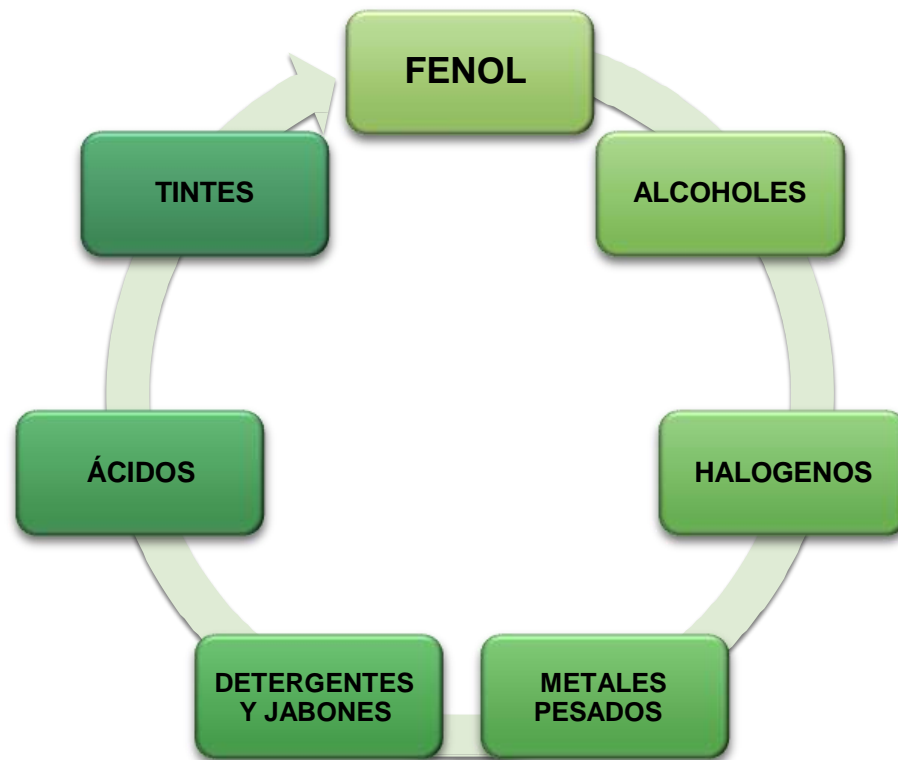 FENOL
ALCOHOLES
HALOGENOS
METALES
PESADOS
DETERGENTES
Y JABONES
ÁCIDOS
TINTES